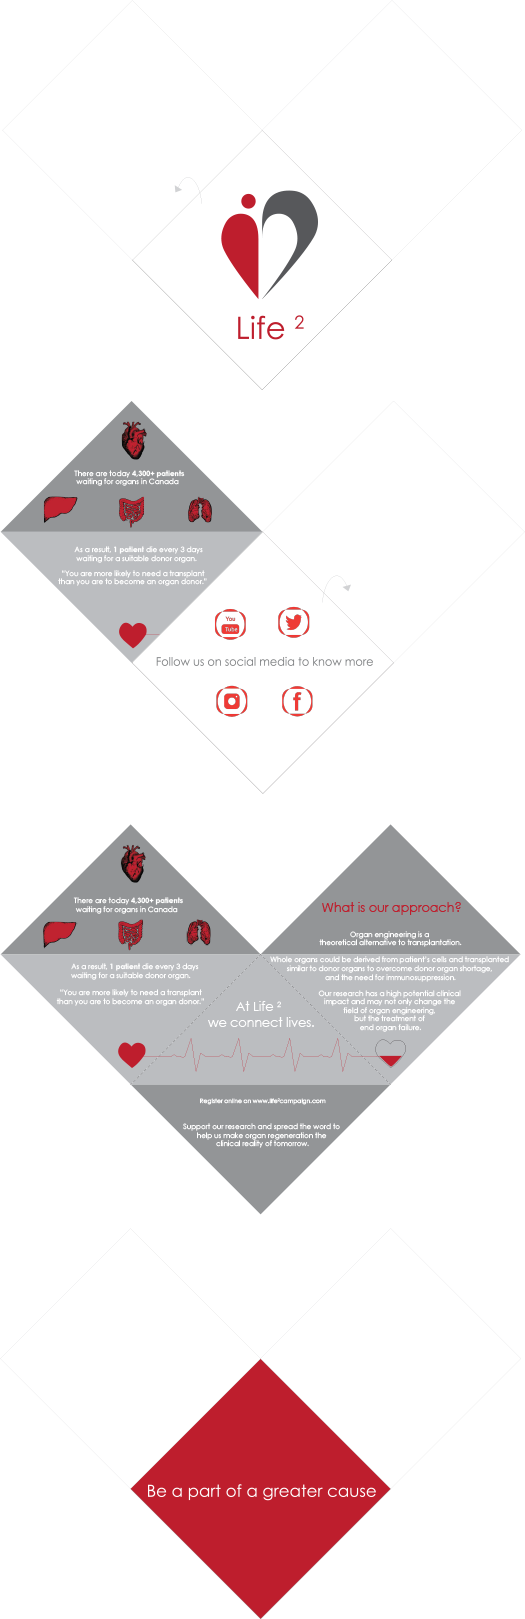 Life ²
There are today 4,300+ patients
waiting for organs in Canada
As a result, 1 patient die every 3 days
waiting for a suitable donor organ.
"You are more likely to need a transplant
than you are to become an organ donor."
You
Tube
Follow us on social media to know more
There are today 4,300+ patients
waiting for organs in Canada
As a result, 1 patient die every 3 days
waiting for a suitable donor organ.
"You are more likely to need a transplant
than you are to become an organ donor."
What is our approach?
Organ engineering is a
theoretical alternative to transplantation.
Whole organs could be derived from patient's cells and transplanted
similar to donor organs to overcome donor organ shortage,
and the need for immunosuppression.
Our research has a high potential clinical
impact and may not only change the
field of organ engineering,
but the treatment of
end organ failure.
At Life ²
we connect lives.
Register online on www.life²campaign.com
Support our research and spread the word to
help us make organ regeneration the
clinical reality of tomorrow.
Be a part of a greater cause